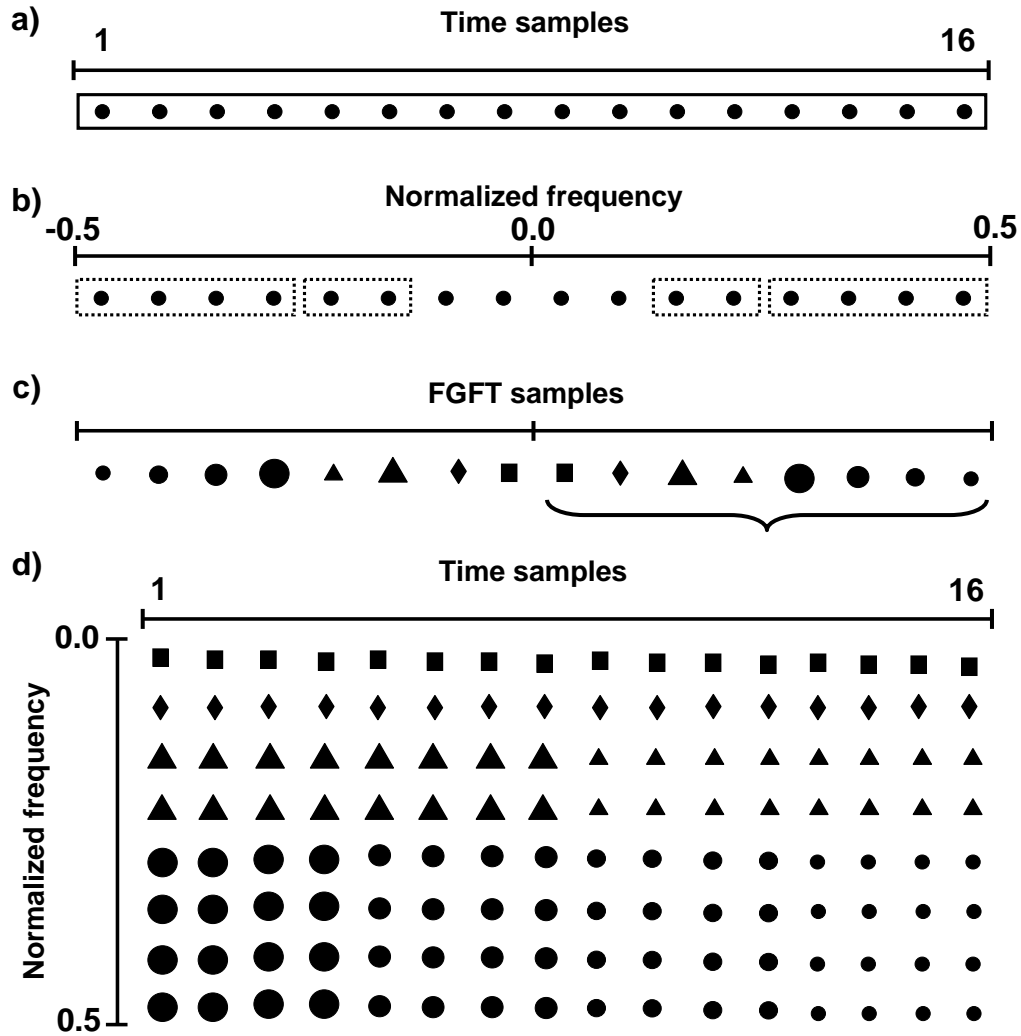 a)
Time samples
1
16
b)
Normalized frequency
-0.5
0.0
0.5
c)
FGFT samples
d)
Time samples
1
16
0.0
Normalized frequency
0.5